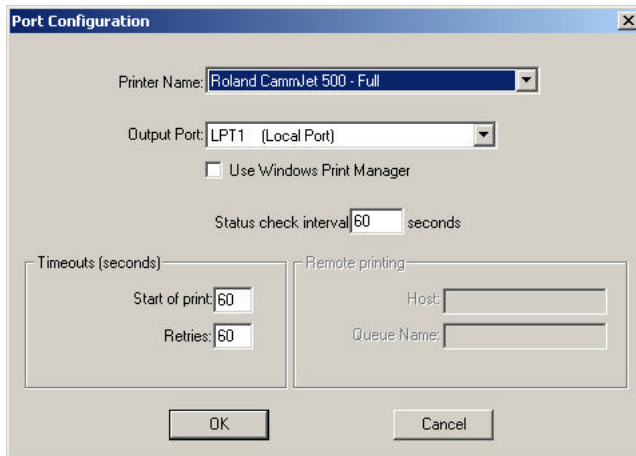 Port Configuration
Printer Name: Roland CammJet 500 - Full
Output Port: LPT1 (Local Port)
Use Windows Print Manager
Status check interval 60 seconds
Timeouts (seconds)
Start of print: 60
Retries: 60
Remote printing
Host:
Queue Name:
OK
Cancel